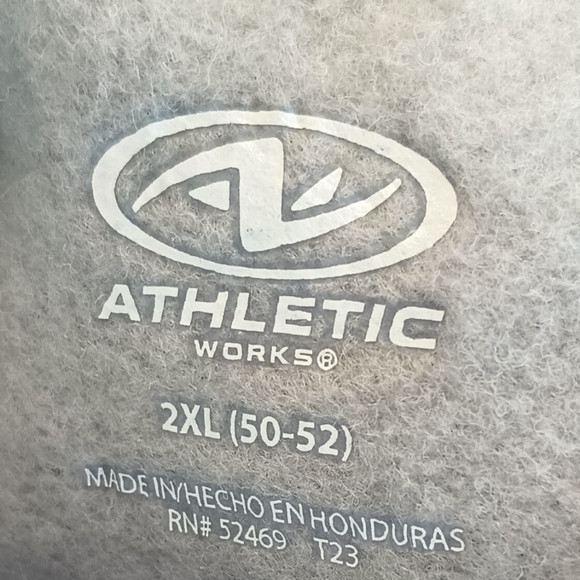 ATHLETIC
WORKS®
2XL (50-52)
MADE IN/HECHO EN HONDURAS
RN# 52469 T23